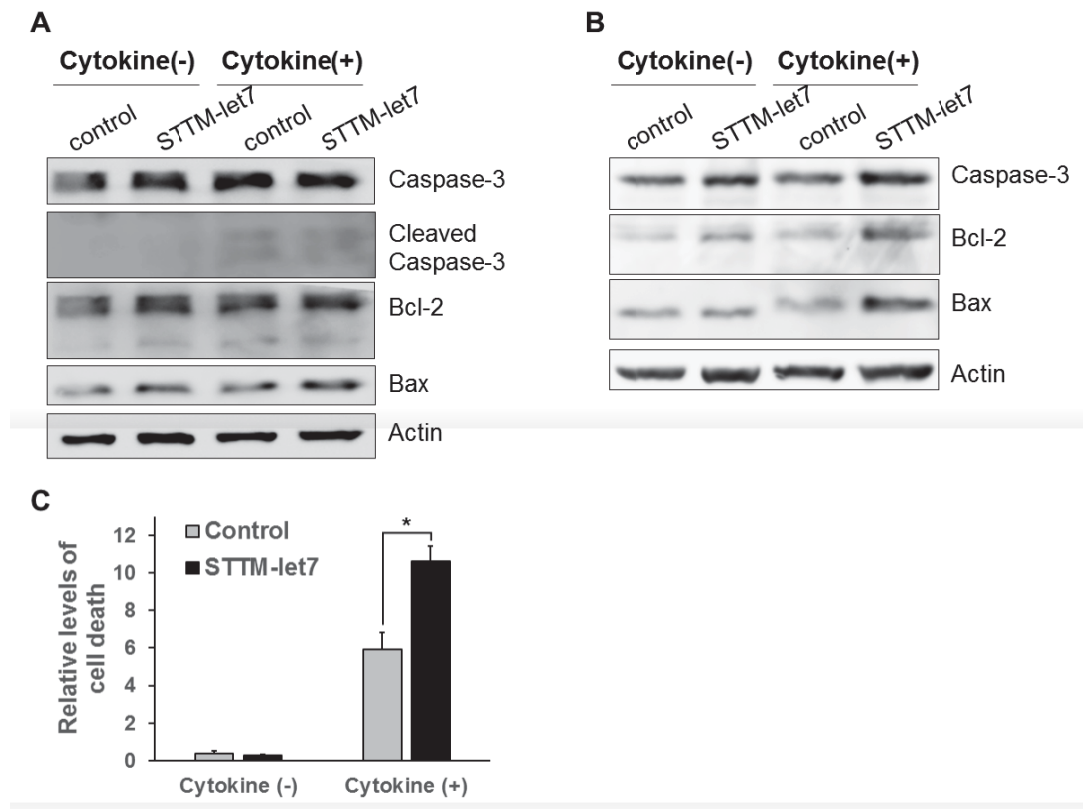 A
Cytokine(-) Cytokine(+)
control STTM-let7 control STTM-let7
Caspase-3
Cleaved
Caspase-3
Bcl-2
Bax
Actin
B
Cytokine(-) Cytokine(+)
control STTM-let7 control STTM-let7
Caspase-3
Bcl-2
Bax
Actin
C
Relative levels of
cell death
12
10
8
6
4
2
0
Control
STTM-let7
*
Cytokine (-) Cytokine (+)